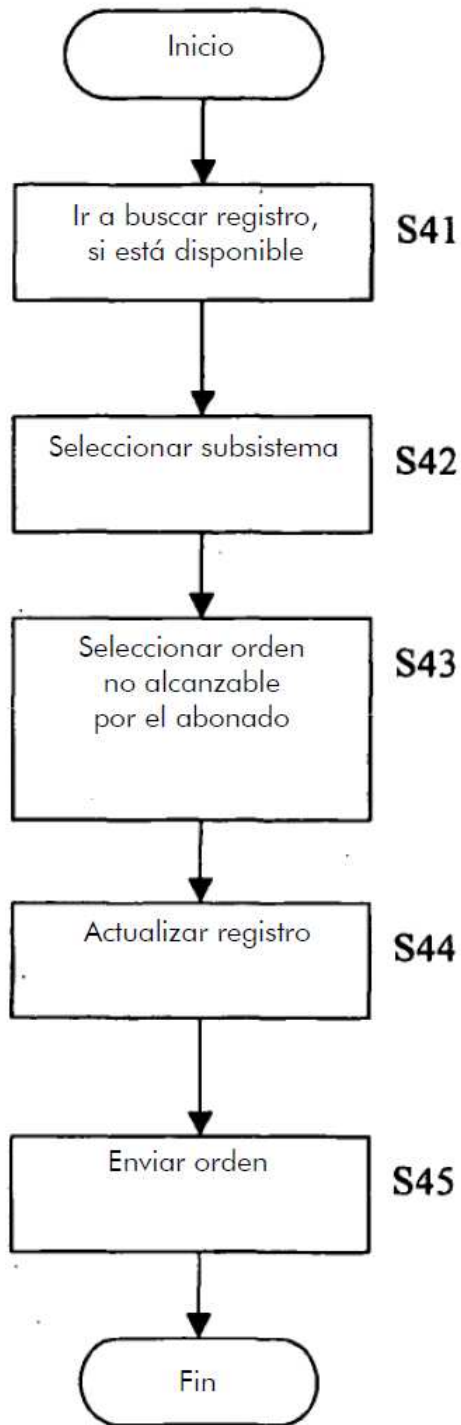 Inicio
Ir a buscar registro,
si está disponible
S41
Seleccionar subsistema
S42
Seleccionar orden
no alcanzable
por el abonado
S43
Actualizar registro
S44
Enviar orden
S45
Fin